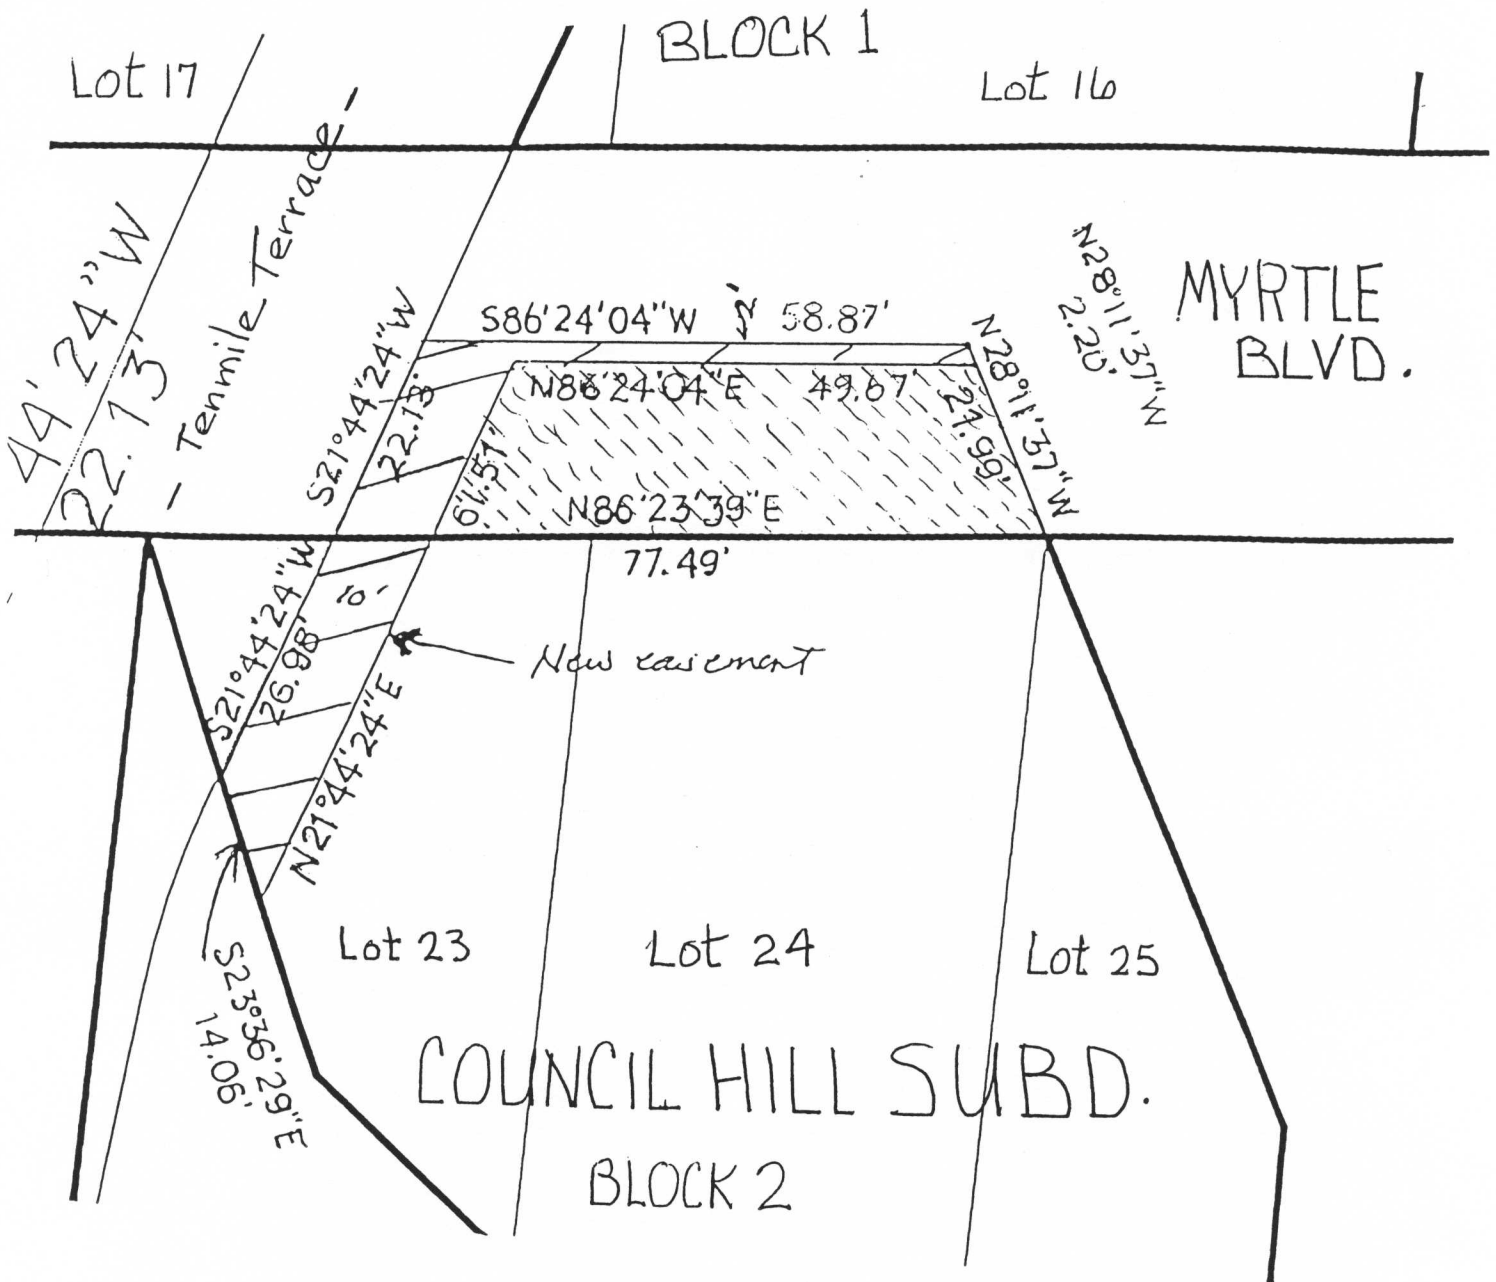 BLOCK 1
Lot 17
Lot 16
- Tenmile Terrace -
44' 24"W
22.13'
MYRTLE
BLVD.
N28°11'37"W
2.20'
S86'24'04"W 2' 58.87'
N86'24'04"E 49.67'
N28°11'37"W
21.99'
S21°44'24"W
22.13'
61.51'
N86'23'39"E
77.49'
S21°44'24"W
26.98'
10'
New easement
N21°44'24"E
S23°36'29"E
14.06'
Lot 23
Lot 24
Lot 25
COUNCIL HILL SUBD.
BLOCK 2